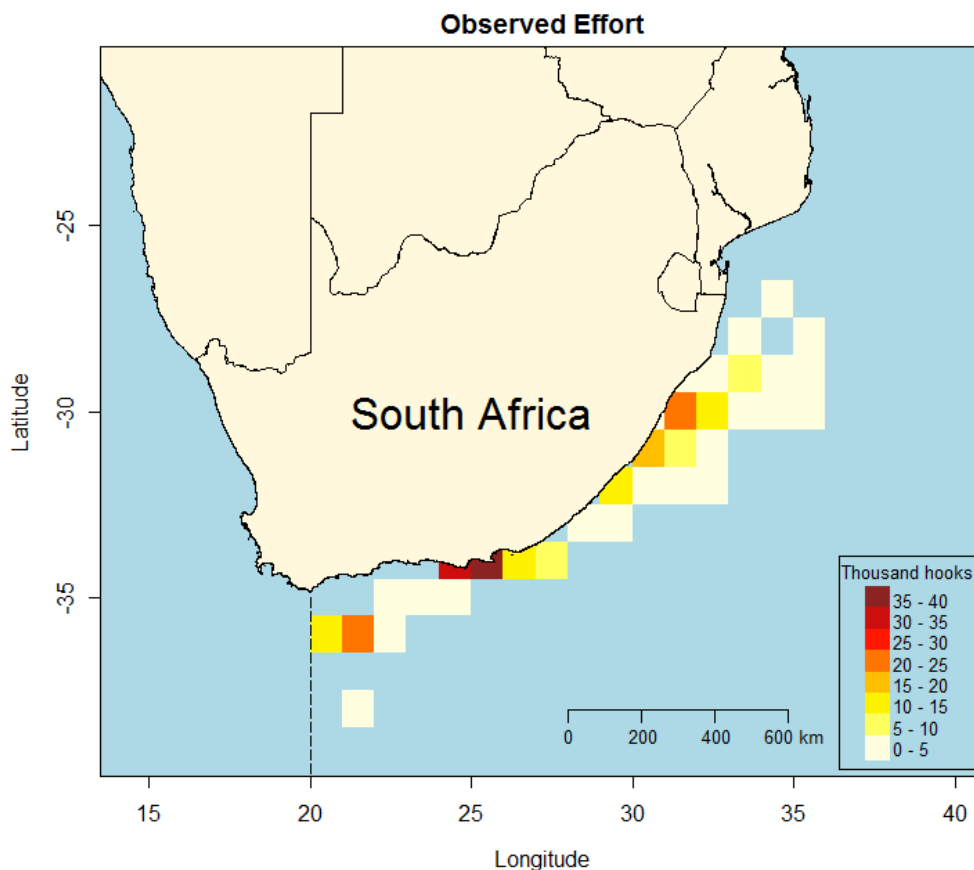 Observed Effort
Latitude
-25
-30
-35
South Africa
Thousand hooks
35 - 40
30 - 35
25 - 30
20 - 25
15 - 20
10 - 15
5 - 10
0 - 5
0 200 400 600 km
15 20 25 30 35 40
Longitude